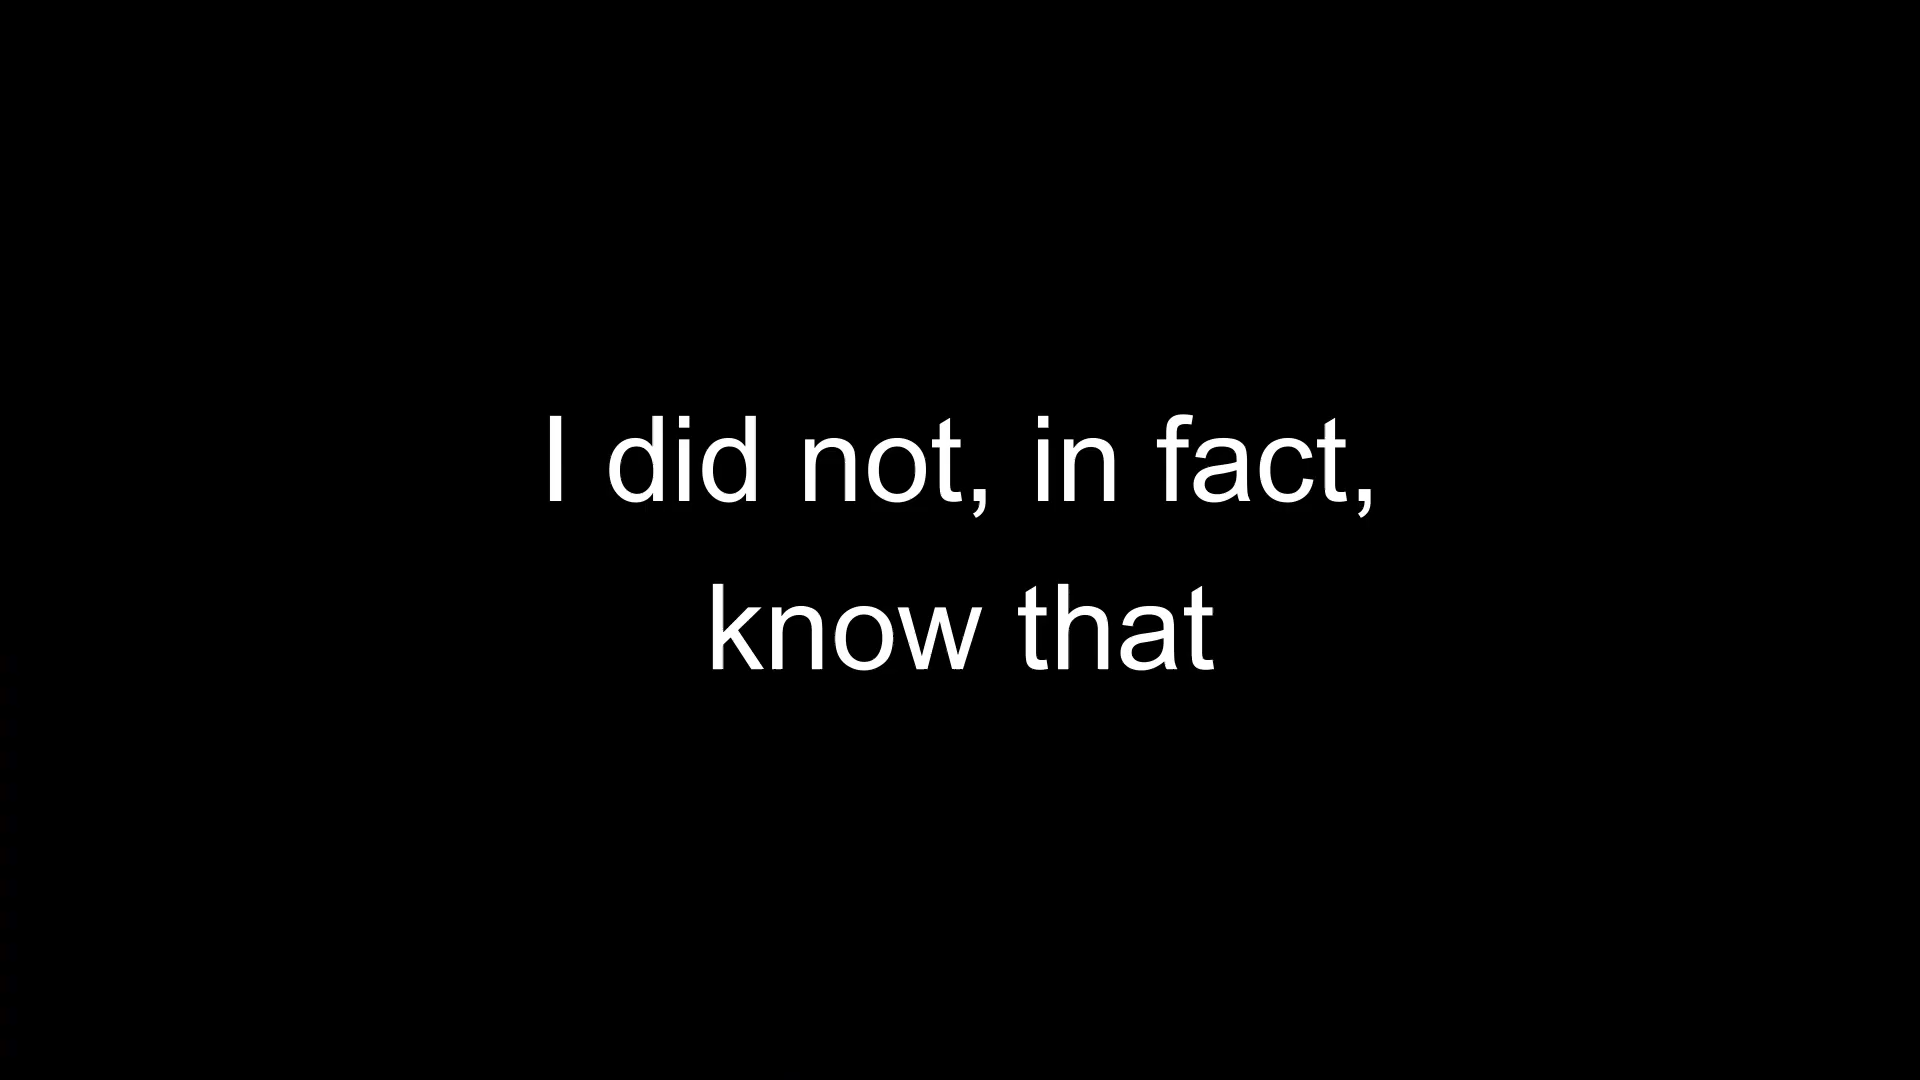 I did not, in fact,
know that